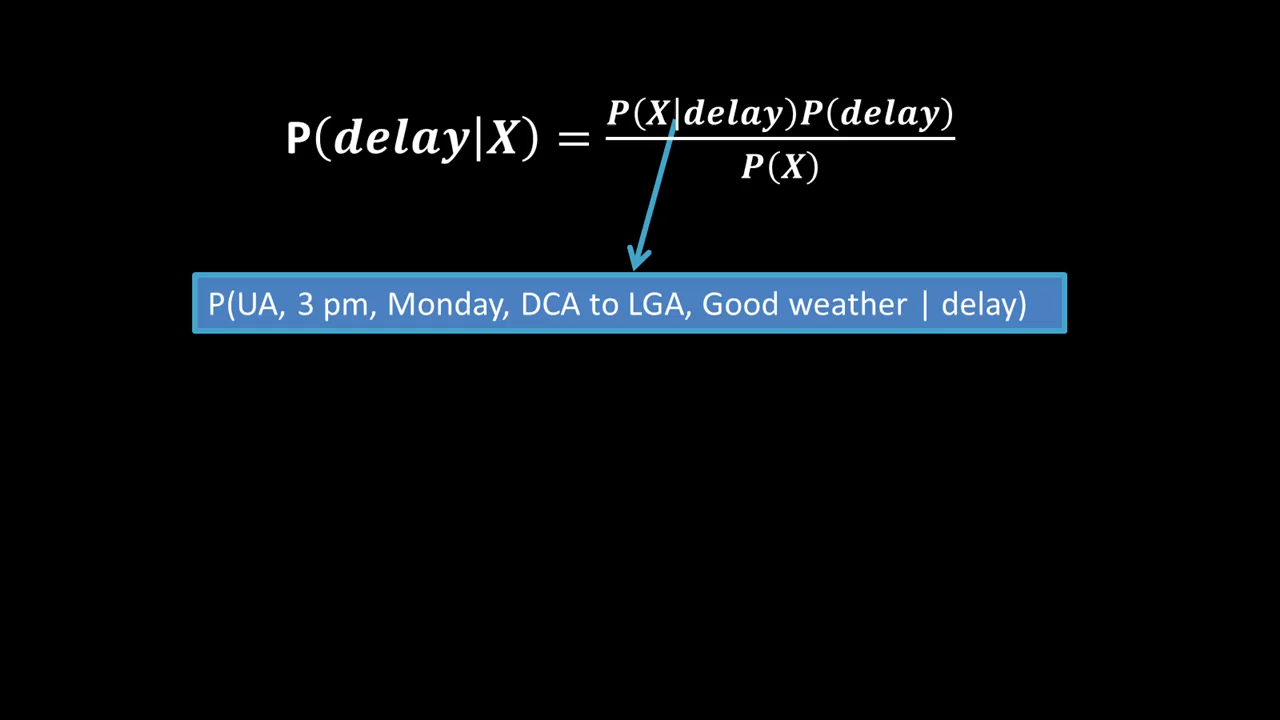 P(delay|X) = P(X|delay)P(delay) / P(X)
P(UA, 3 pm, Monday, DCA to LGA, Good weather | delay)